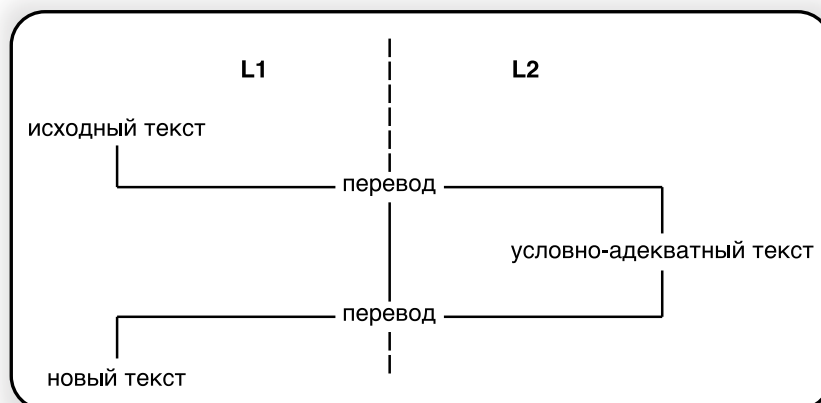 L1 L2
исходный текст
перевод
условно-адекватный текст
перевод
новый текст